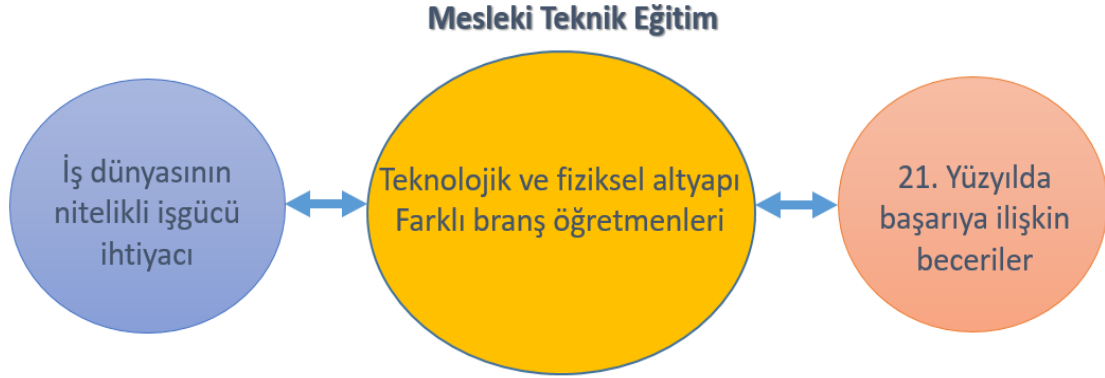 Mesleki Teknik Eğitim
İş dünyasının
nitelikli işgücü
ihtiyacı
Teknolojik ve fiziksel altyapı
Farklı branş öğretmenleri
21. Yüzyılda
başarıya ilişkin
beceriler